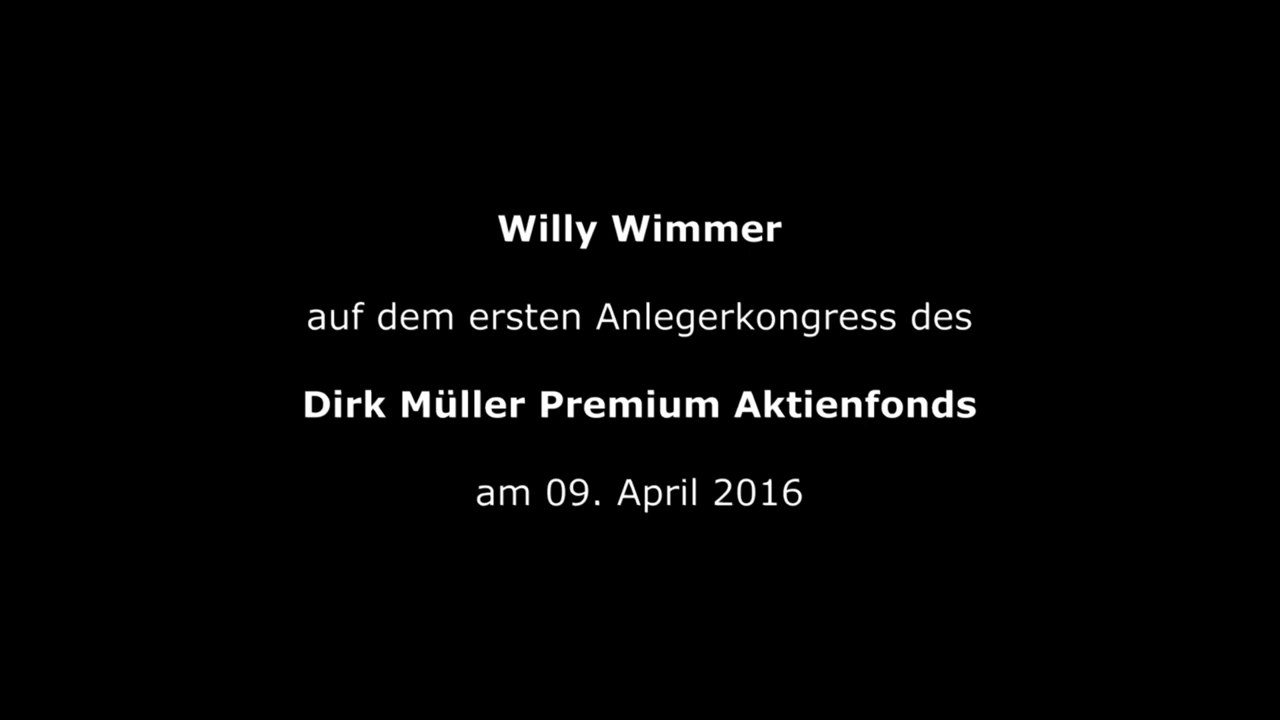 Willy Wimmer
auf dem ersten Anlegerkongress des
Dirk Müller Premium Aktienfonds
am 09. April 2016